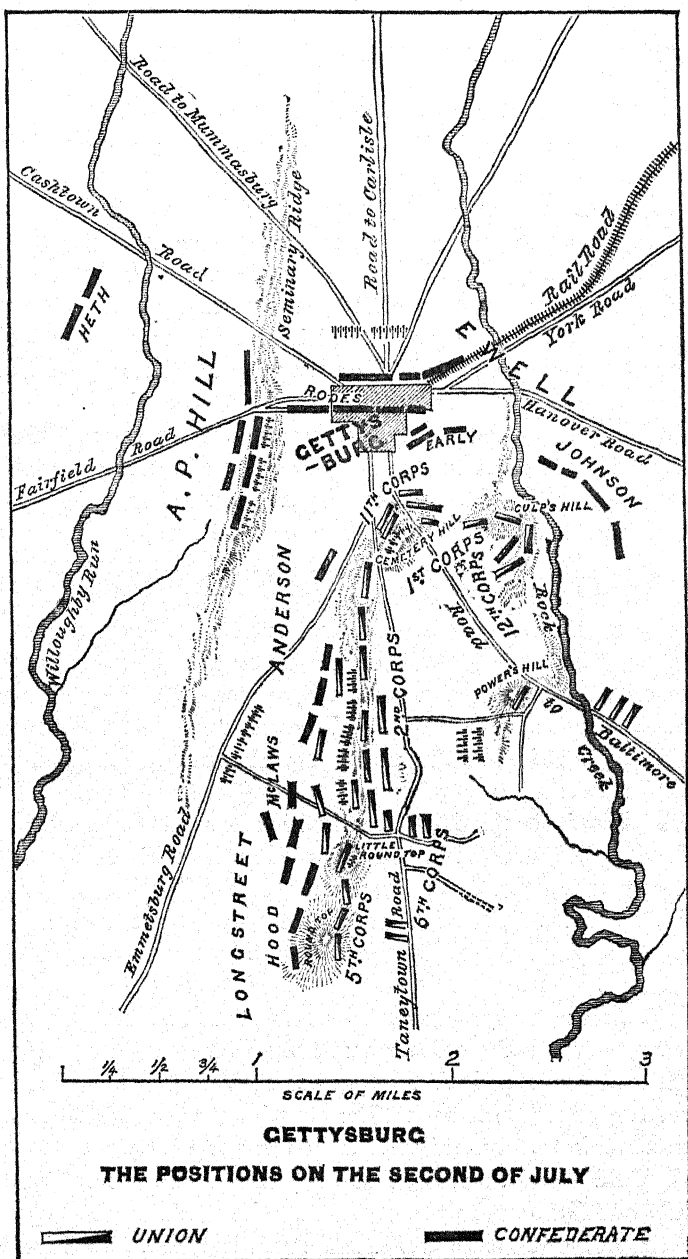 Road to Mummasburg
Road to Carlisle
Cashtown Road
Seminary Ridge
Rail Road
York Road
HETH
EWELL
A. P. HILL
RODES
GETTYS
-BURG
EARLY
Hanover Road
JOHNSON
Fairfield Road
11TH CORPS
CULP'S HILL
CEMETERY HILL
1ST CORPS
12TH CORPS
Willoughby Run
ANDERSON
Rock Creek
2ND CORPS
POWER'S HILL
Road to Baltimore
McLAWS
LITTLE
ROUND TOP
LONGSTREET
HOOD
ROUND TOP
5TH CORPS
6TH CORPS
Emmetsburg Road
Taneytown Road
1/4 1/2 3/4 1 2 3
SCALE OF MILES
GETTYSBURG
THE POSITIONS ON THE SECOND OF JULY
UNION CONFEDERATE